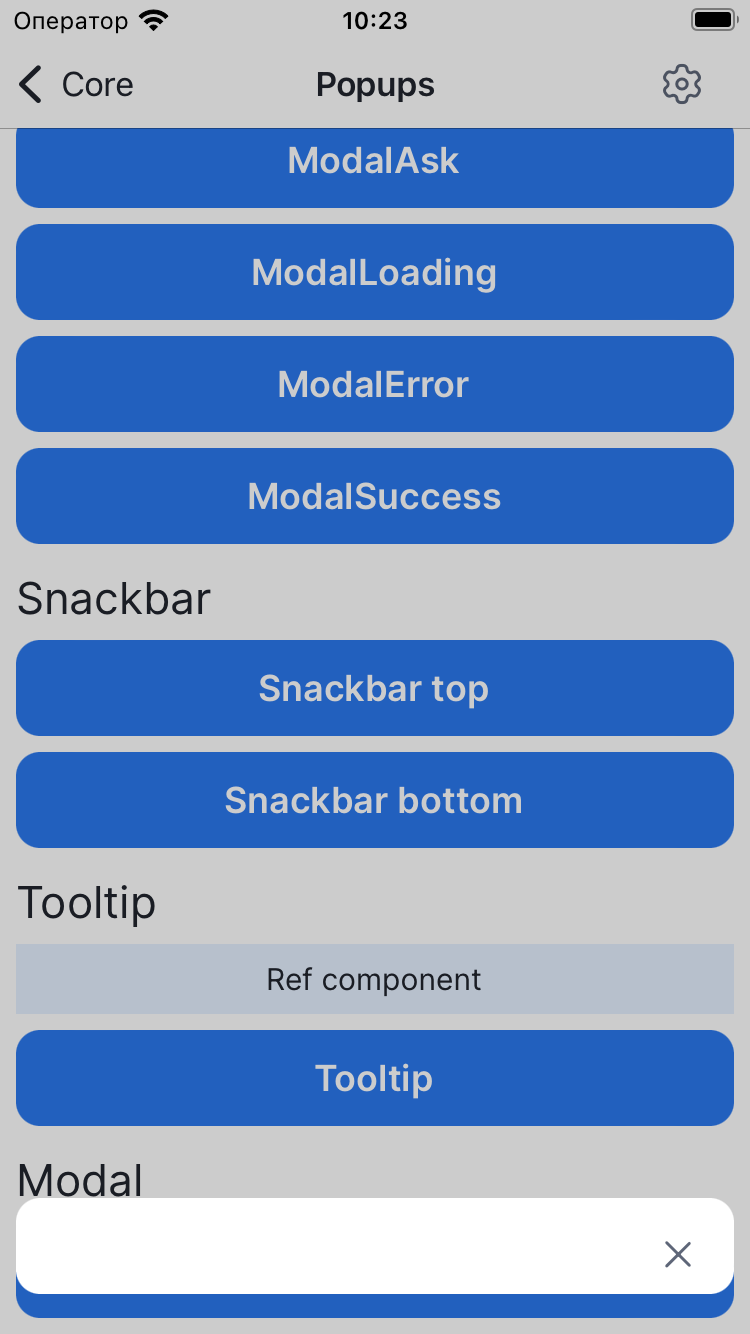 Оператор 10:23
Core Popups
ModalAsk
ModalLoading
ModalError
ModalSuccess
Snackbar
Snackbar top
Snackbar bottom
Tooltip
Ref component
Tooltip
Modal